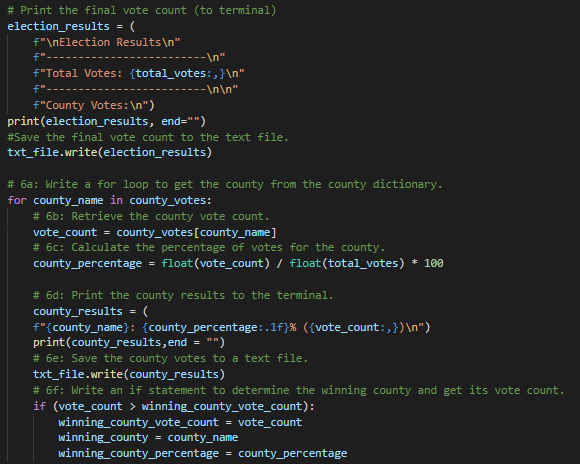 # Print the final vote count (to terminal)
election_results = (
    f"\nElection Results\n"
    f"-------------------------\n"
    f"Total Votes: {total_votes:,}\n"
    f"-------------------------\n\n"
    f"County Votes:\n")
print(election_results, end="")
#Save the final vote count to the text file.
txt_file.write(election_results)

# 6a: Write a for loop to get the county from the county dictionary.
for county_name in county_votes:
    # 6b: Retrieve the county vote count.
    vote_count = county_votes[county_name]
    # 6c: Calculate the percentage of votes for the county.
    county_percentage = float(vote_count) / float(total_votes) * 100

    # 6d: Print the county results to the terminal.
    county_results = (
    f"{county_name}: {county_percentage:.1f}% ({vote_count:,})\n")
    print(county_results,end = "")
    # 6e: Save the county votes to a text file.
    txt_file.write(county_results)
    # 6f: Write an if statement to determine the winning county and get its vote count.
    if (vote_count > winning_county_vote_count):
        winning_county_vote_count = vote_count
        winning_county = county_name
        winning_county_percentage = county_percentage